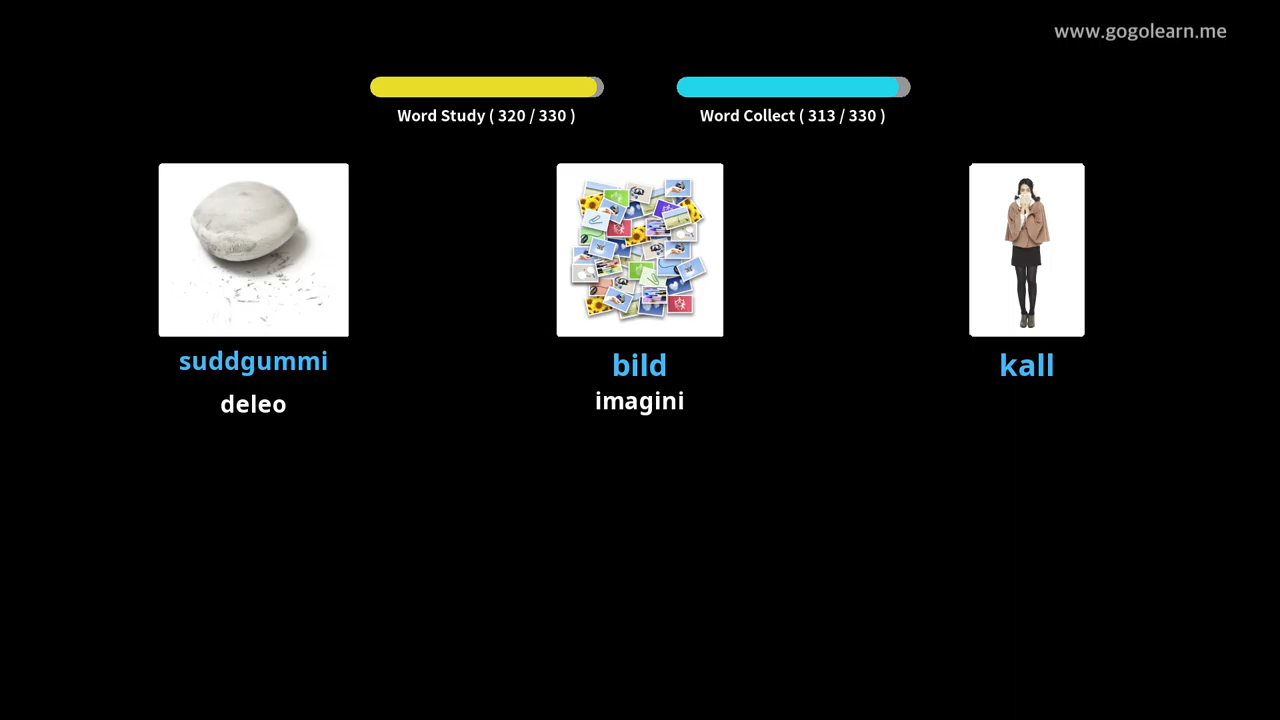 www.gogolearn.me
Word Study ( 320 / 330 )
Word Collect ( 313 / 330 )
suddgummi
bild
kall
deleo
imagini